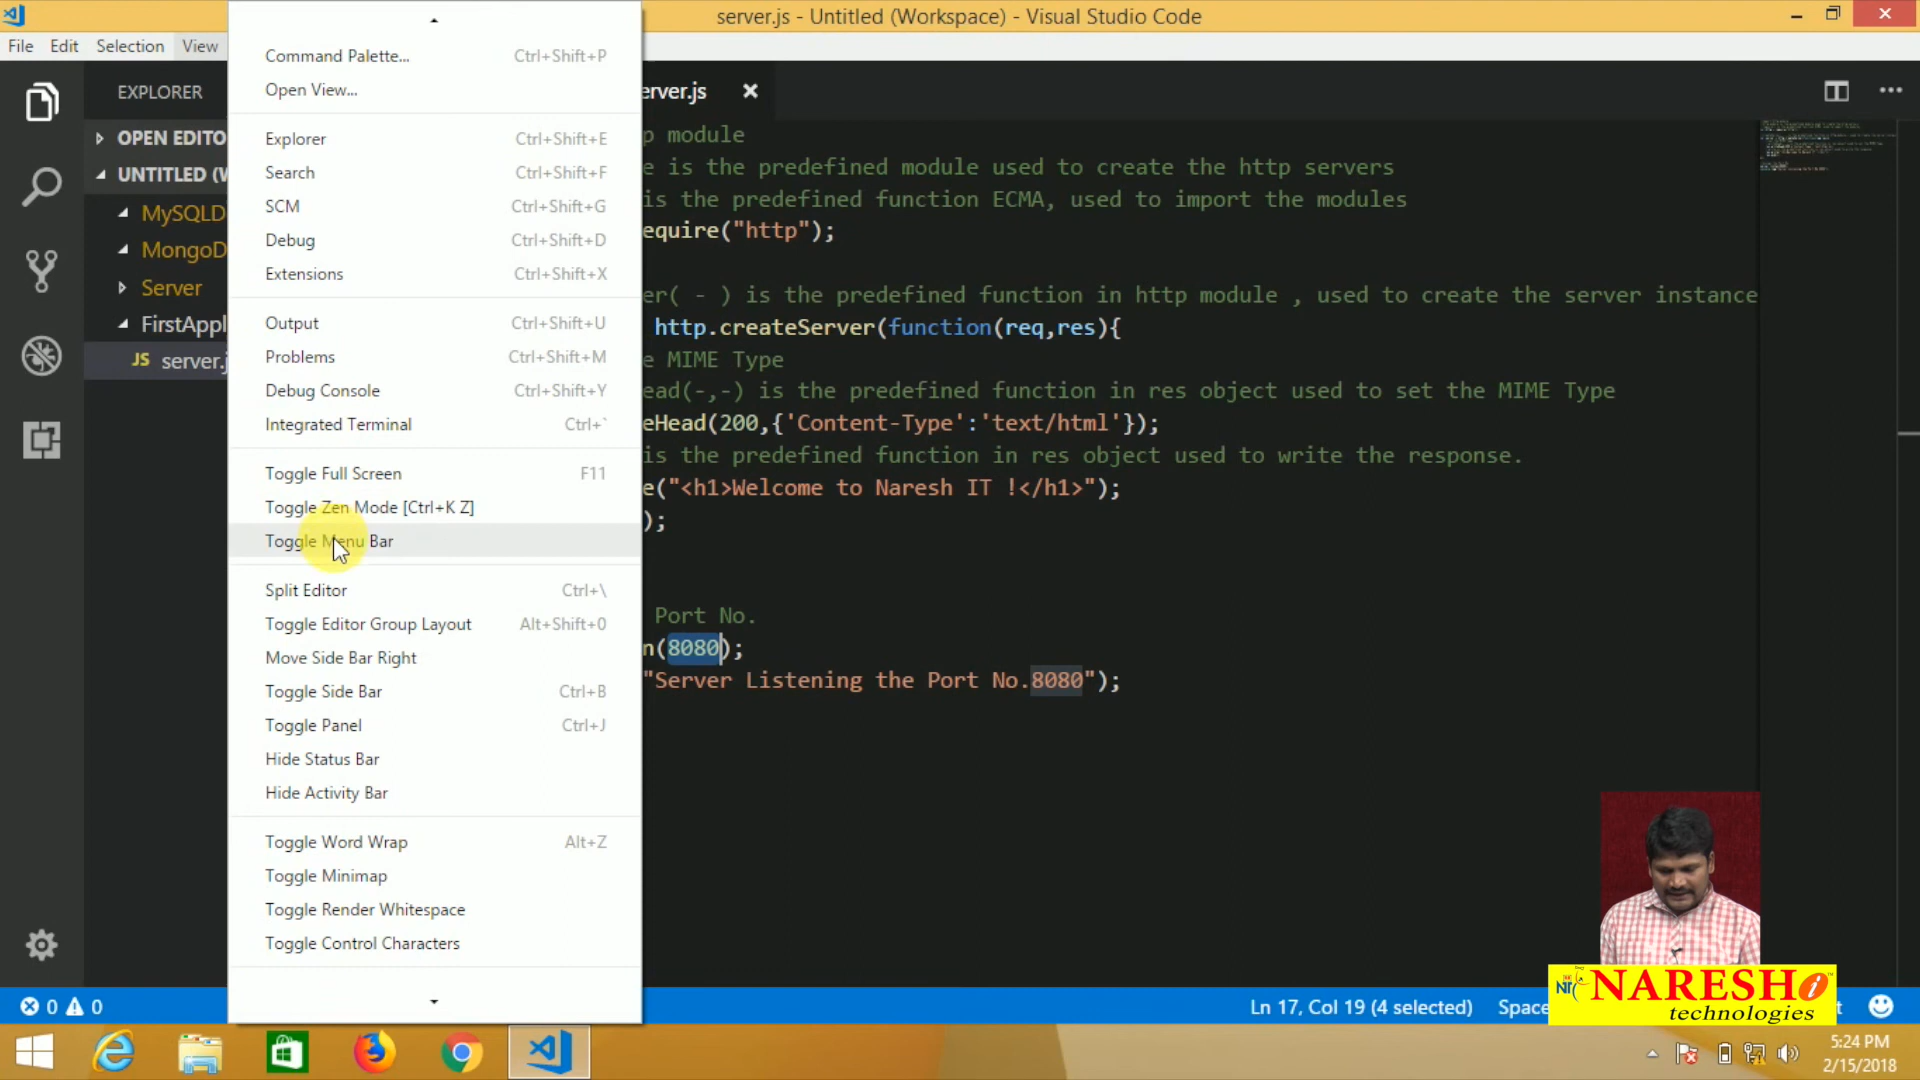 server.js - Untitled (Workspace) - Visual Studio Code
File Edit Selection View
EXPLORER
OPEN EDITO
UNTITLED (W
MySQLD
MongoD
Server
FirstAppl
JS server.j
Command Palette... Ctrl+Shift+P
Open View...
Explorer Ctrl+Shift+E
Search Ctrl+Shift+F
SCM Ctrl+Shift+G
Debug Ctrl+Shift+D
Extensions Ctrl+Shift+X
Output Ctrl+Shift+U
Problems Ctrl+Shift+M
Debug Console Ctrl+Shift+Y
Integrated Terminal Ctrl+`
Toggle Full Screen F11
Toggle Zen Mode [Ctrl+K Z]
Toggle Menu Bar
Split Editor Ctrl+\
Toggle Editor Group Layout Alt+Shift+0
Move Side Bar Right
Toggle Side Bar Ctrl+B
Toggle Panel Ctrl+J
Hide Status Bar
Hide Activity Bar
Toggle Word Wrap Alt+Z
Toggle Minimap
Toggle Render Whitespace
Toggle Control Characters
erver.js
p module
e is the predefined module used to create the http servers
is the predefined function ECMA, used to import the modules
equire("http");
er( - ) is the predefined function in http module , used to create the server instance
http.createServer(function(req,res){
e MIME Type
ead(-,-) is the predefined function in res object used to set the MIME Type
eHead(200,{'Content-Type':'text/html'});
is the predefined function in res object used to write the response.
e("<h1>Welcome to Naresh IT !</h1>");
);
Port No.
n(8080);
"Server Listening the Port No.8080");
0 0
Ln 17, Col 19 (4 selected) Space
NARESH i
technologies
5:24 PM
2/15/2018